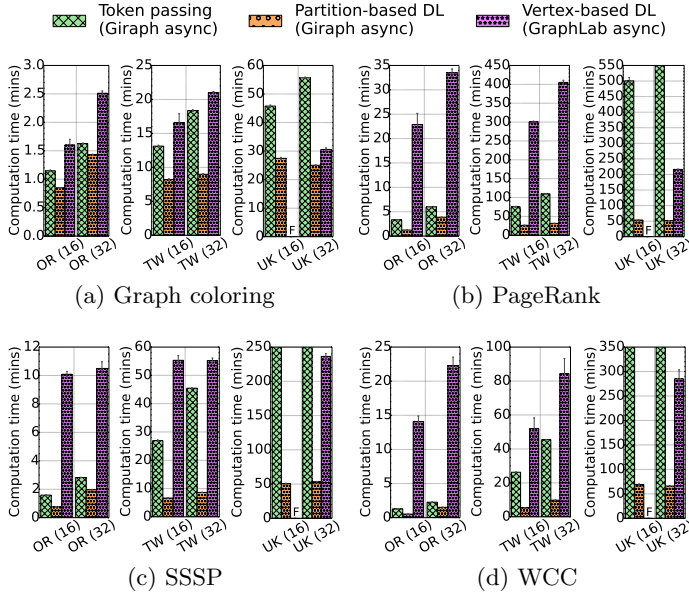 Token passing
(Giraph async)
Partition-based DL
(Giraph async)
Vertex-based DL
(GraphLab async)
Computation time (mins)
3.0
2.5
2.0
1.5
1.0
0.5
0.0
OR (16)
OR (32)
Computation time (mins)
25
20
15
10
5
0
TW (16)
TW (32)
Computation time (mins)
60
50
40
30
20
10
0
F
UK (16)
UK (32)
(a) Graph coloring
Computation time (mins)
35
30
25
20
15
10
5
0
OR (16)
OR (32)
Computation time (mins)
450
400
350
300
250
200
150
100
50
0
TW (16)
TW (32)
Computation time (mins)
550
500
450
400
350
300
250
200
150
100
50
0
F
UK (16)
UK (32)
(b) PageRank
Computation time (mins)
12
10
8
6
4
2
0
OR (16)
OR (32)
Computation time (mins)
60
50
40
30
20
10
0
TW (16)
TW (32)
Computation time (mins)
250
200
150
100
50
0
F
UK (16)
UK (32)
(c) SSSP
Computation time (mins)
25
20
15
10
5
0
OR (16)
OR (32)
Computation time (mins)
100
80
60
40
20
0
TW (16)
TW (32)
Computation time (mins)
350
300
250
200
150
100
50
0
F
UK (16)
UK (32)
(d) WCC